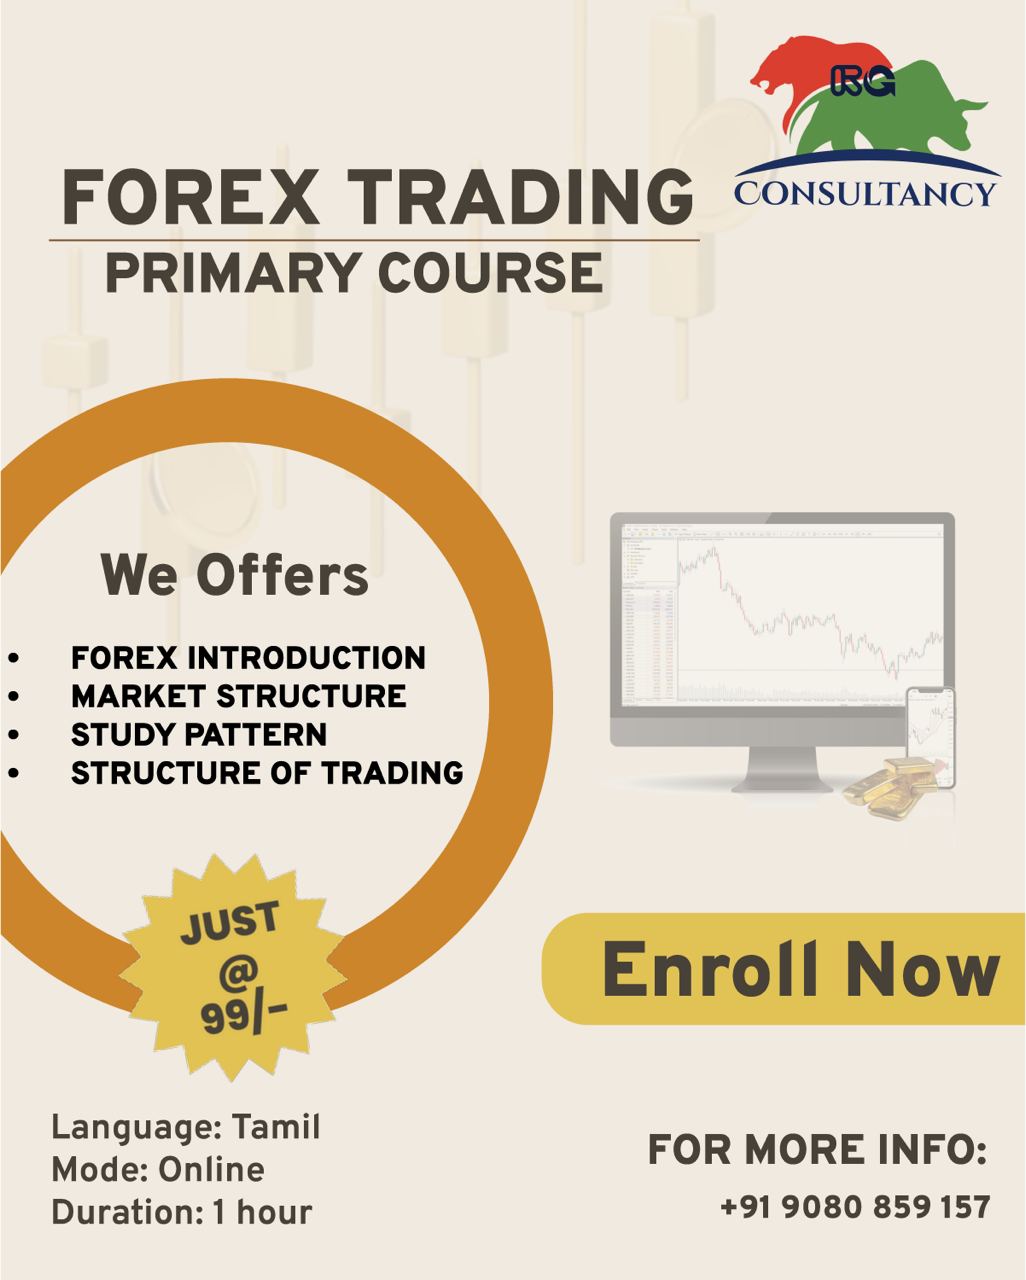 RG
CONSULTANCY
FOREX TRADING
PRIMARY COURSE
We Offers
• FOREX INTRODUCTION
• MARKET STRUCTURE
• STUDY PATTERN
• STRUCTURE OF TRADING
JUST
@
99/-
Enroll Now
Language: Tamil
Mode: Online
Duration: 1 hour
FOR MORE INFO:
+91 9080 859 157